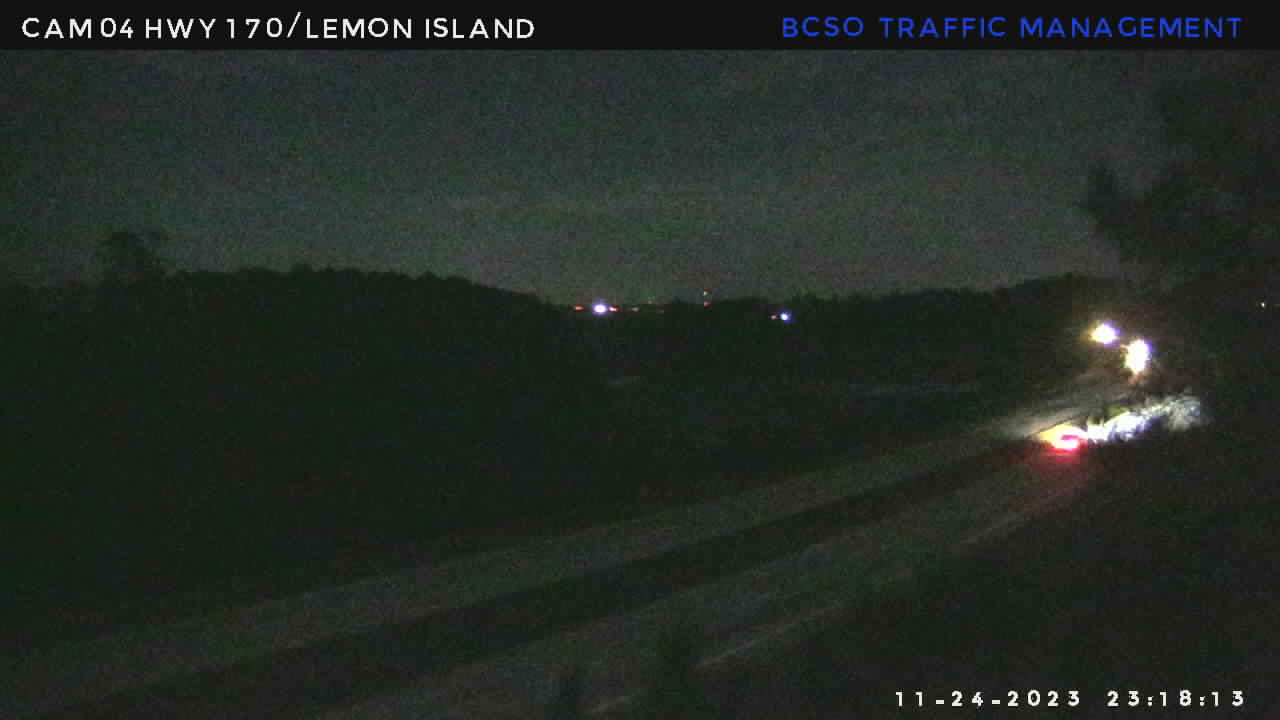 CAM04 HWY 170/LEMON ISLAND
BCSO TRAFFIC MANAGEMENT
11-24-2023 23:18:13